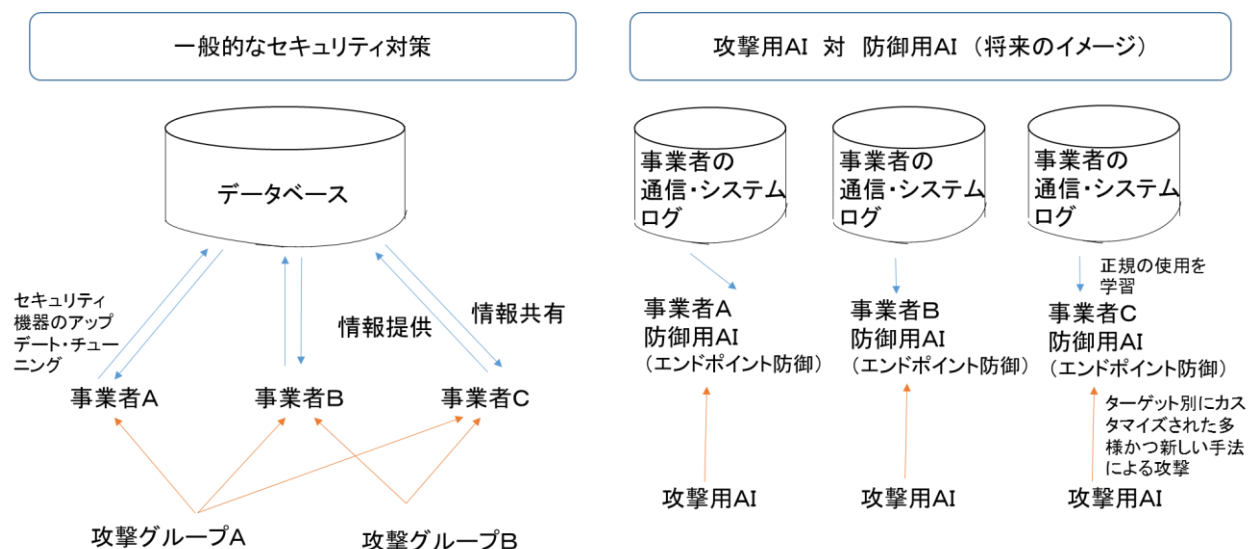 一般的なセキュリティ対策
データベース
セキュリティ
機器のアップ
デート・チュー
ニング
情報提供
情報共有
事業者A
事業者B
事業者C
攻撃グループA
攻撃グループB
攻撃用AI 対 防御用AI (将来のイメージ)
事業者の
通信・システム
ログ
事業者の
通信・システム
ログ
事業者の
通信・システム
ログ
正規の使用を
学習
事業者A
防御用AI
(エンドポイント防御)
事業者B
防御用AI
(エンドポイント防御)
事業者C
防御用AI
(エンドポイント防御)
ターゲット別にカス
タマイズされた多
様かつ新しい手法
による攻撃
攻撃用AI
攻撃用AI
攻撃用AI